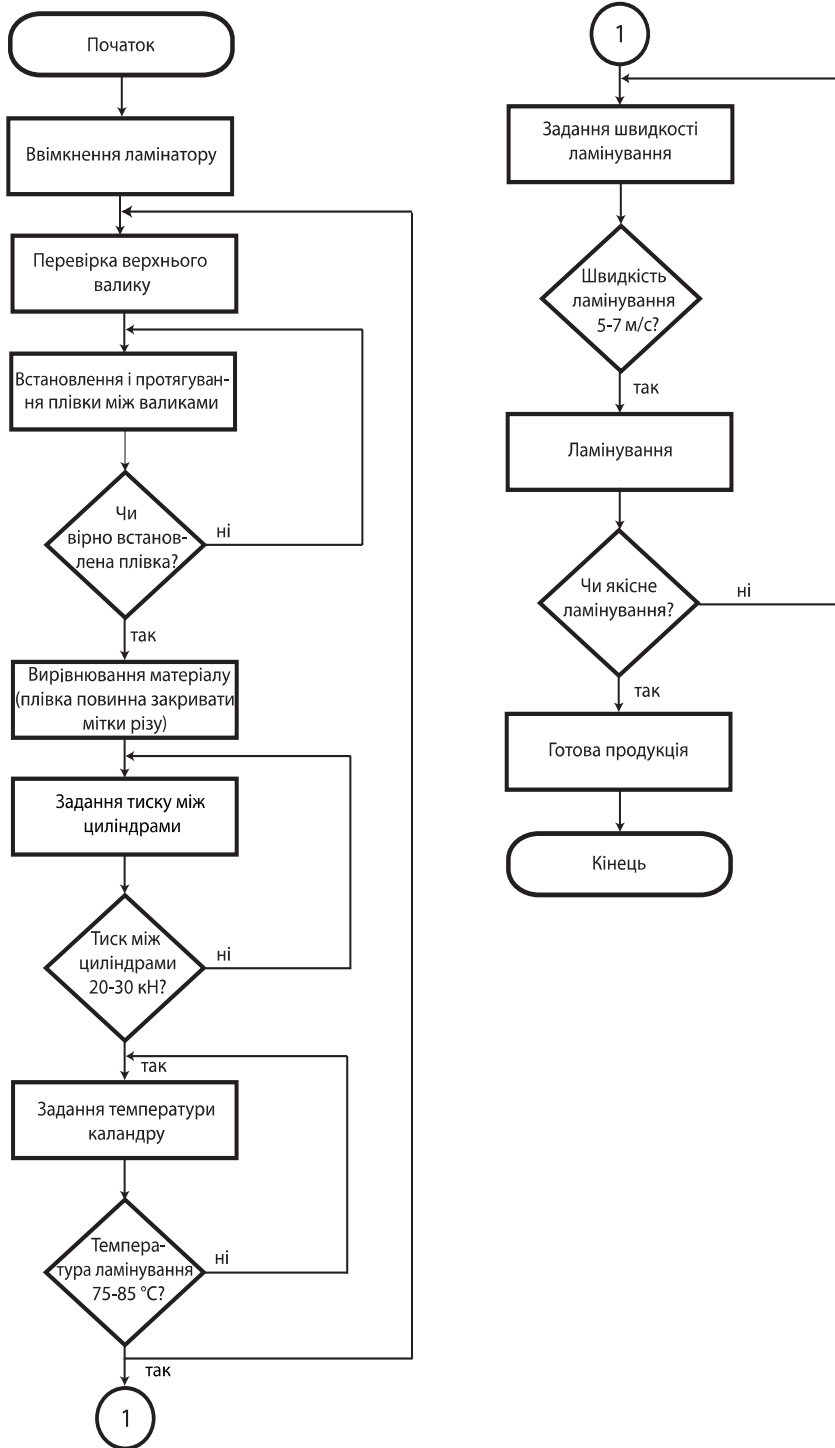 Початок
Ввімкнення ламінатору
Перевірка верхнього
валику
Встановлення і протягуван-
ня плівки між валиками
Чи
вірно встанов-
лена плівка?
ні
так
Вирівнювання матеріалу
(плівка повинна закривати
мітки різу)
Задання тиску між
циліндрами
Тиск між
циліндрами
20-30 кН?
ні
так
Задання температури
каландру
Темпера-
тура ламінування
75-85 °С?
ні
так
1
1
Задання швидкості
ламінування
Швидкість
ламінування
5-7 м/с?
так
Ламінування
Чи якісне
ламінування?
ні
так
Готова продукція
Кінець